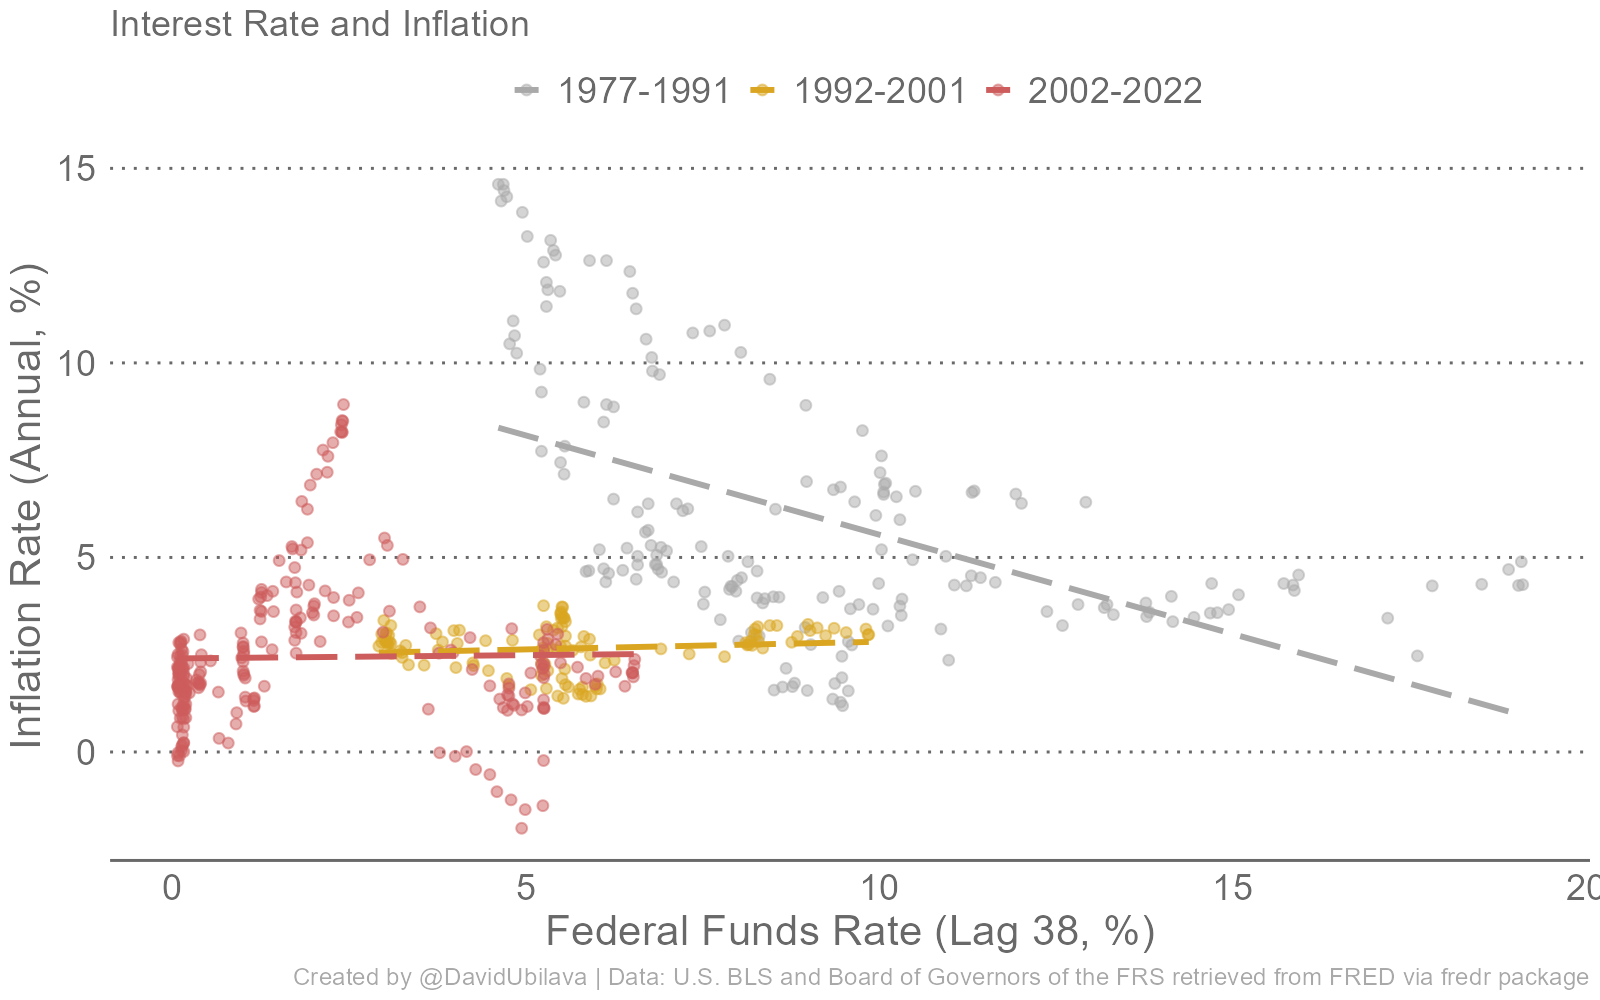 Interest Rate and Inflation
1977-1991 1992-2001 2002-2022
Inflation Rate (Annual, %)
15
10
5
0
0 5 10 15 20
Federal Funds Rate (Lag 38, %)
Created by @DavidUbilava | Data: U.S. BLS and Board of Governors of the FRS retrieved from FRED via fredr package